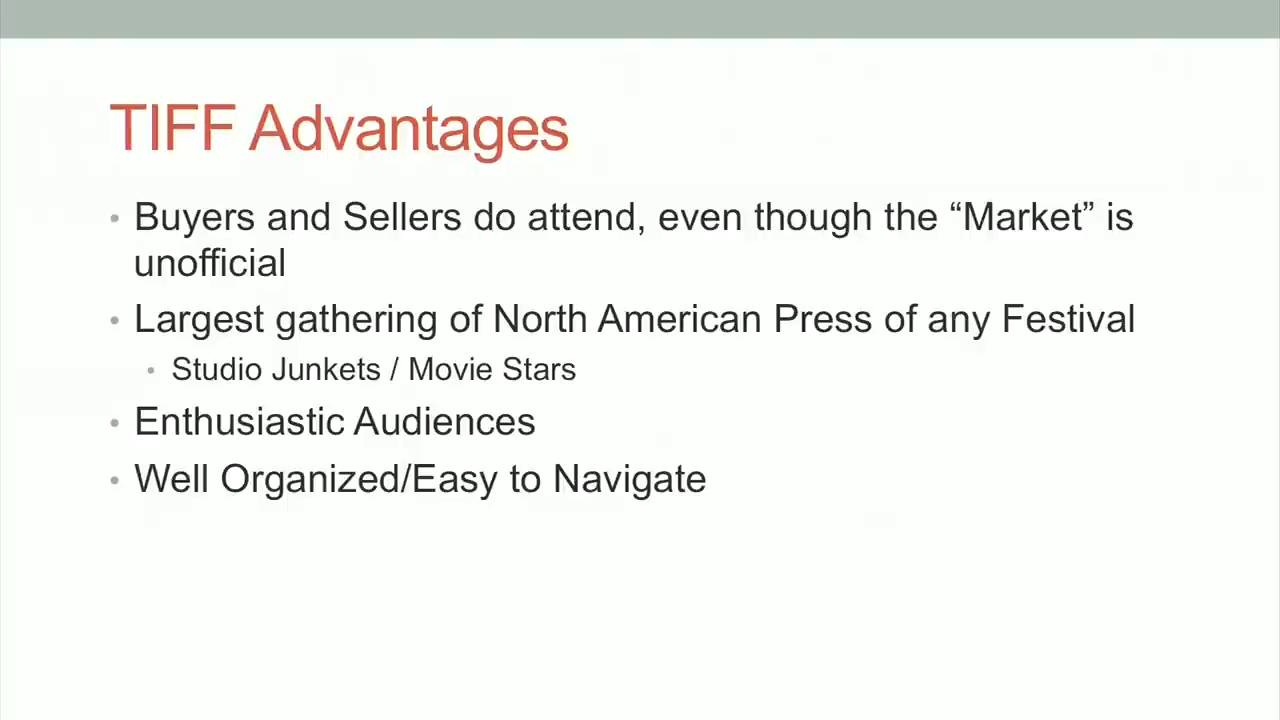 TIFF Advantages
• Buyers and Sellers do attend, even though the “Market” is
unofficial
• Largest gathering of North American Press of any Festival
• Studio Junkets / Movie Stars
• Enthusiastic Audiences
• Well Organized/Easy to Navigate